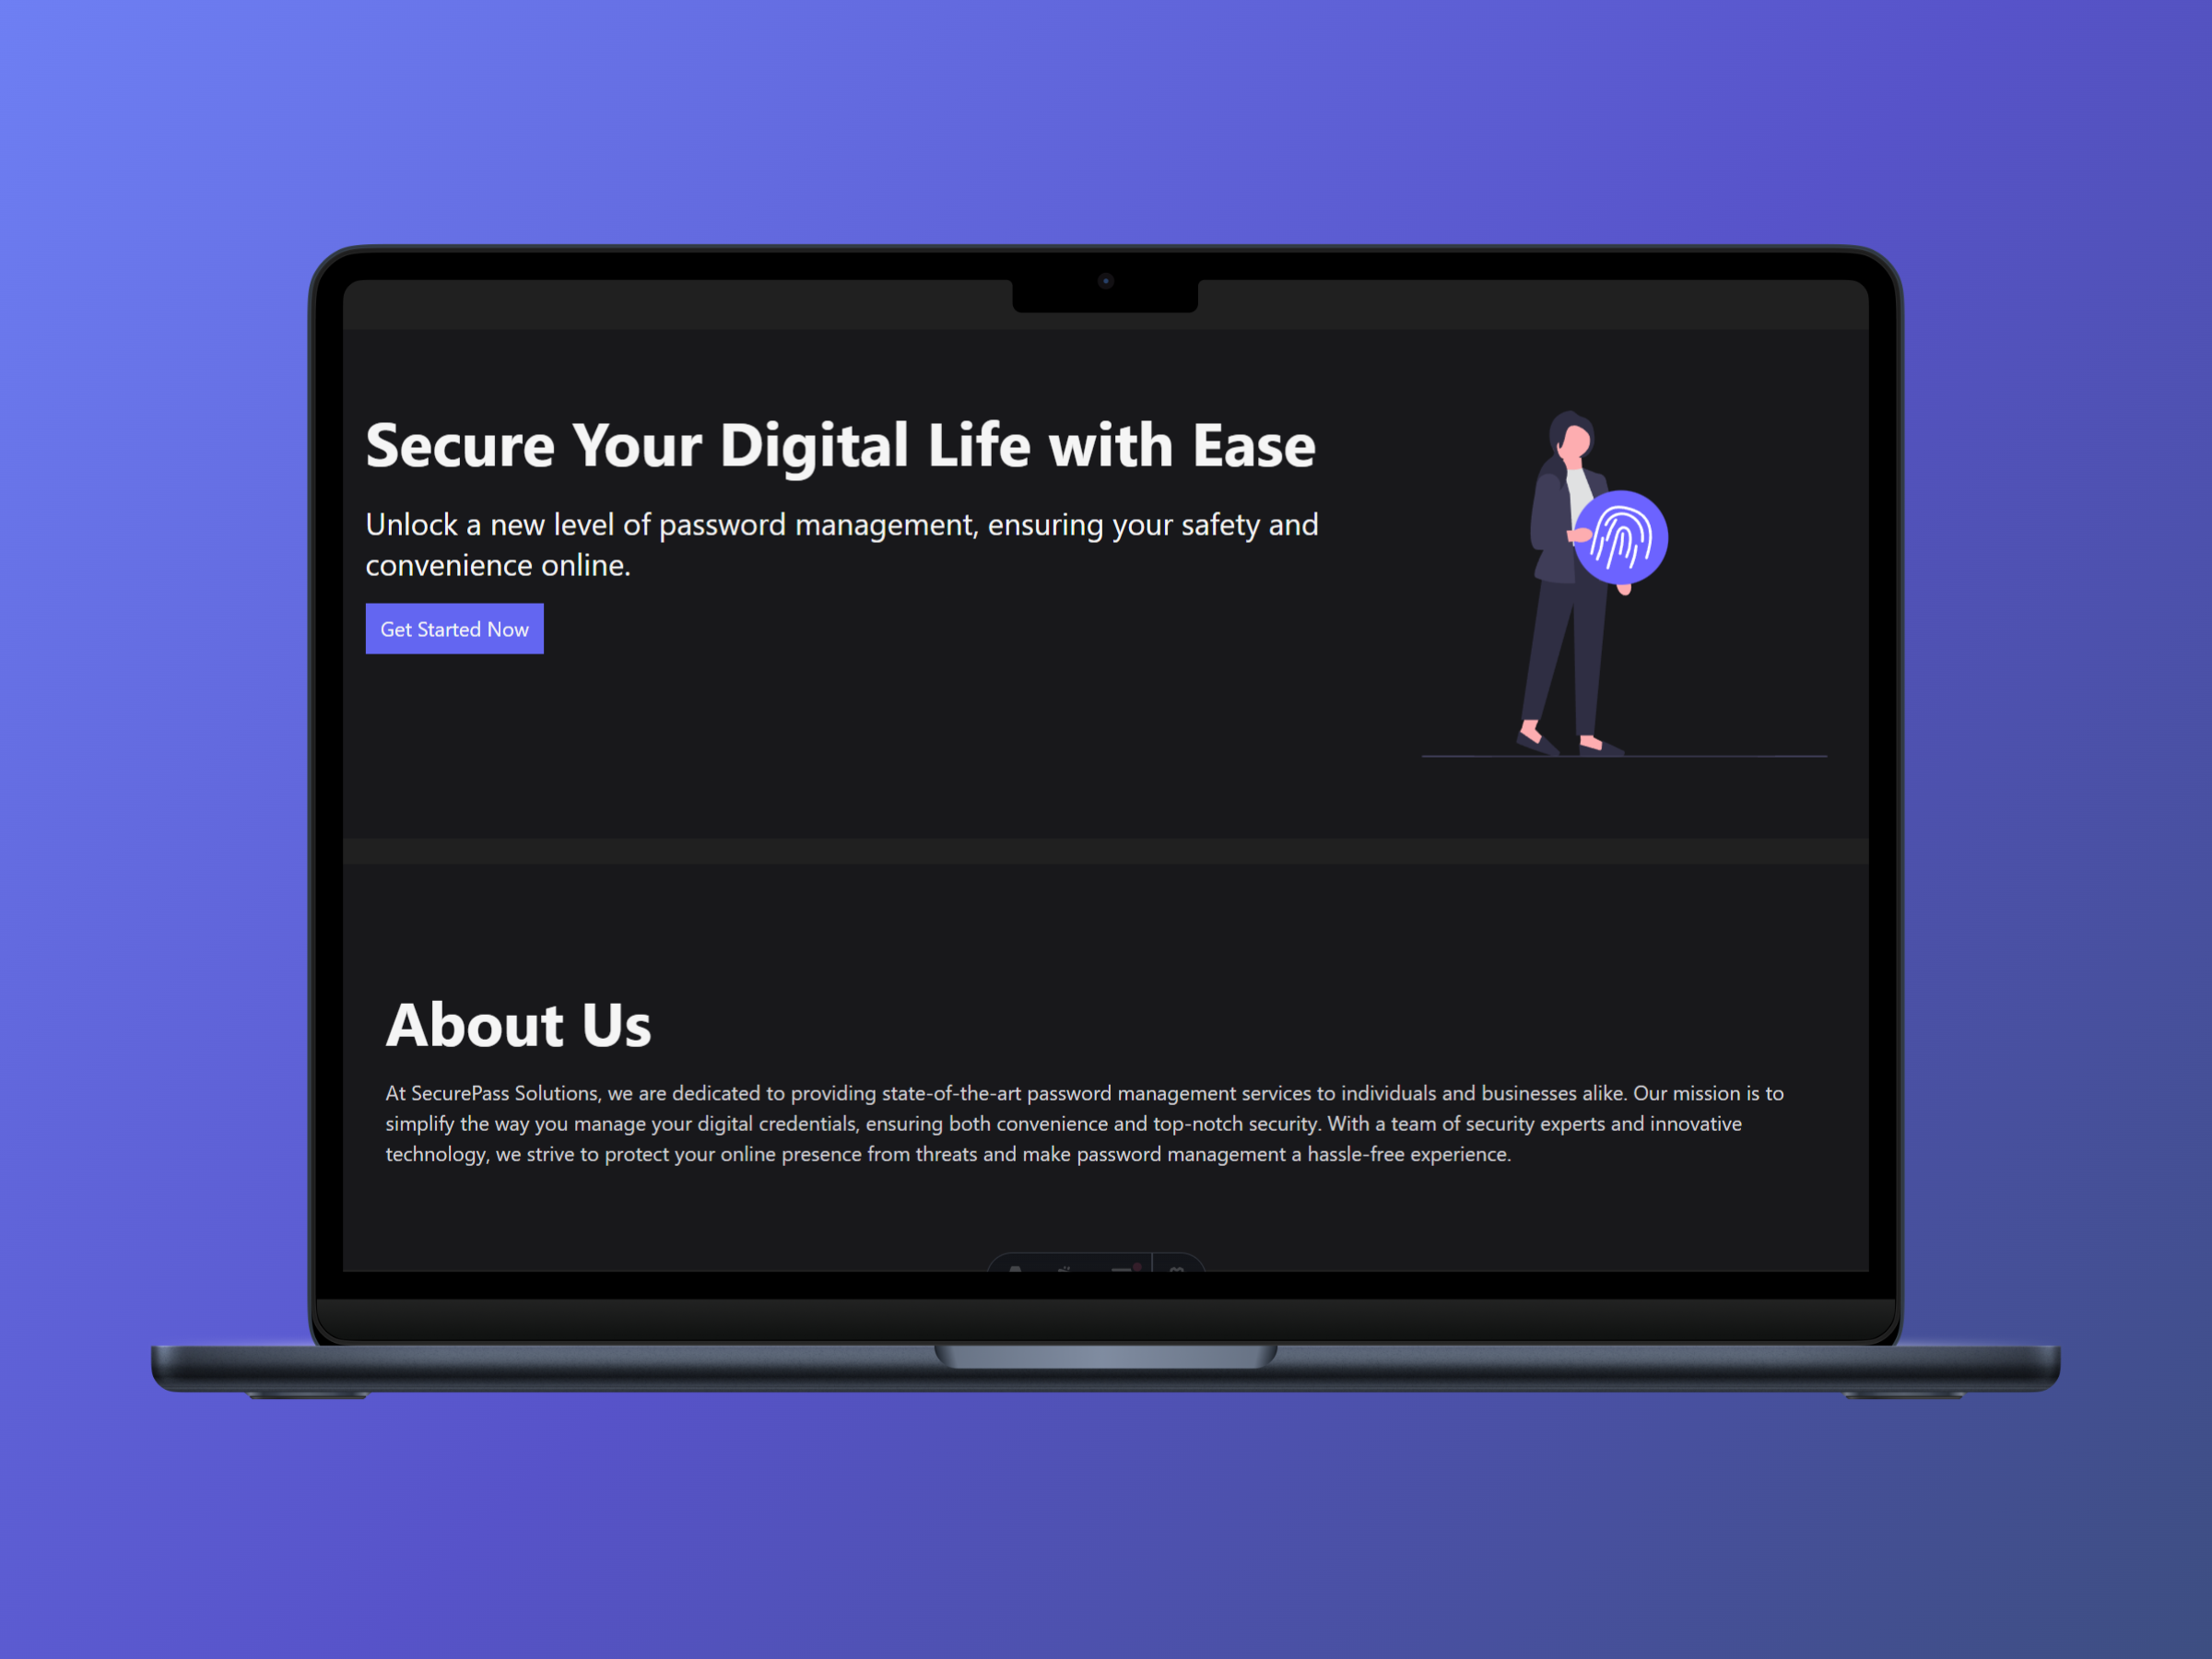 Secure Your Digital Life with Ease
Unlock a new level of password management, ensuring your safety and
convenience online.
Get Started Now
About Us
At SecurePass Solutions, we are dedicated to providing state-of-the-art password management services to individuals and businesses alike. Our mission is to
simplify the way you manage your digital credentials, ensuring both convenience and top-notch security. With a team of security experts and innovative
technology, we strive to protect your online presence from threats and make password management a hassle-free experience.